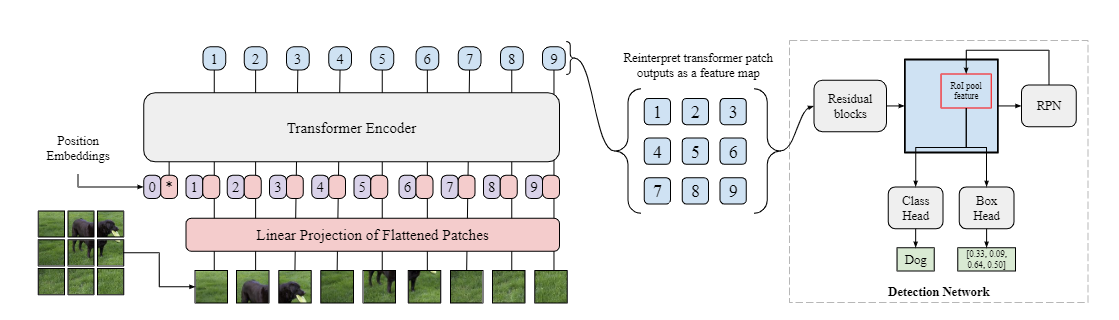 1 2 3 4 5 6 7 8 9
Transformer Encoder
Position
Embeddings
0 * 1 2 3 4 5 6 7 8 9
Linear Projection of Flattened Patches
Reinterpret transformer patch
outputs as a feature map
1 2 3
4 5 6
7 8 9
Residual
blocks
RoI pool
feature
RPN
Class
Head
Box
Head
Dog
[0.33, 0.09,
0.64, 0.50]
Detection Network